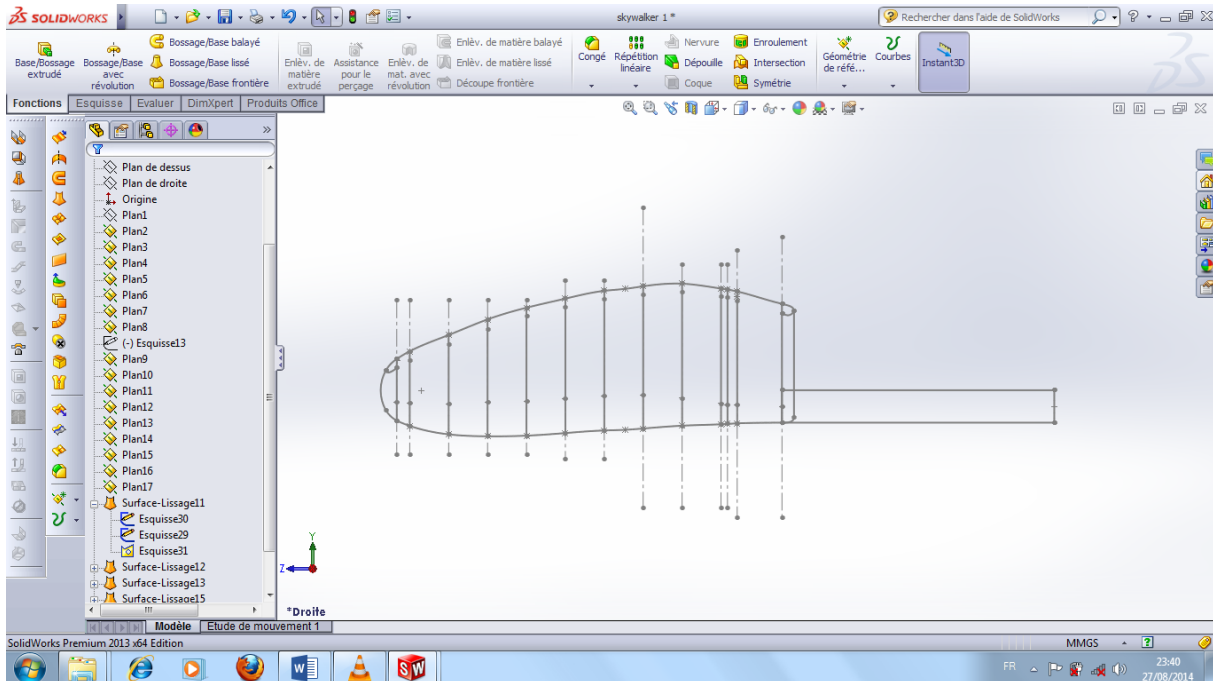 SOLIDWORKS
skywalker 1 *
Rechercher dans l'aide de SolidWorks
Base/Bossage extrudé
Bossage/Base avec révolution
Bossage/Base balayé
Bossage/Base lissé
Bossage/Base frontière
Enlèv. de matière extrudé
Assistance pour le perçage
Enlèv. de mat. avec révolution
Enlèv. de matière balayé
Enlèv. de matière lissé
Découpe frontière
Congé
Répétition linéaire
Nervure
Dépouille
Coque
Enroulement
Intersection
Symétrie
Géométrie de réfé...
Courbes
Instant3D
Fonctions
Esquisse
Evaluer
DimXpert
Produits Office
Plan de dessus
Plan de droite
Origine
Plan1
Plan2
Plan3
Plan4
Plan5
Plan6
Plan7
Plan8
(-) Esquisse13
Plan9
Plan10
Plan11
Plan12
Plan13
Plan14
Plan15
Plan16
Plan17
Surface-Lissage11
Esquisse30
Esquisse29
Esquisse31
Surface-Lissage12
Surface-Lissage13
Surface-Lissage15
Y
Z
*Droite
Modèle
Etude de mouvement 1
SolidWorks Premium 2013 x64 Edition
MMGS
FR
23:40
27/08/2014